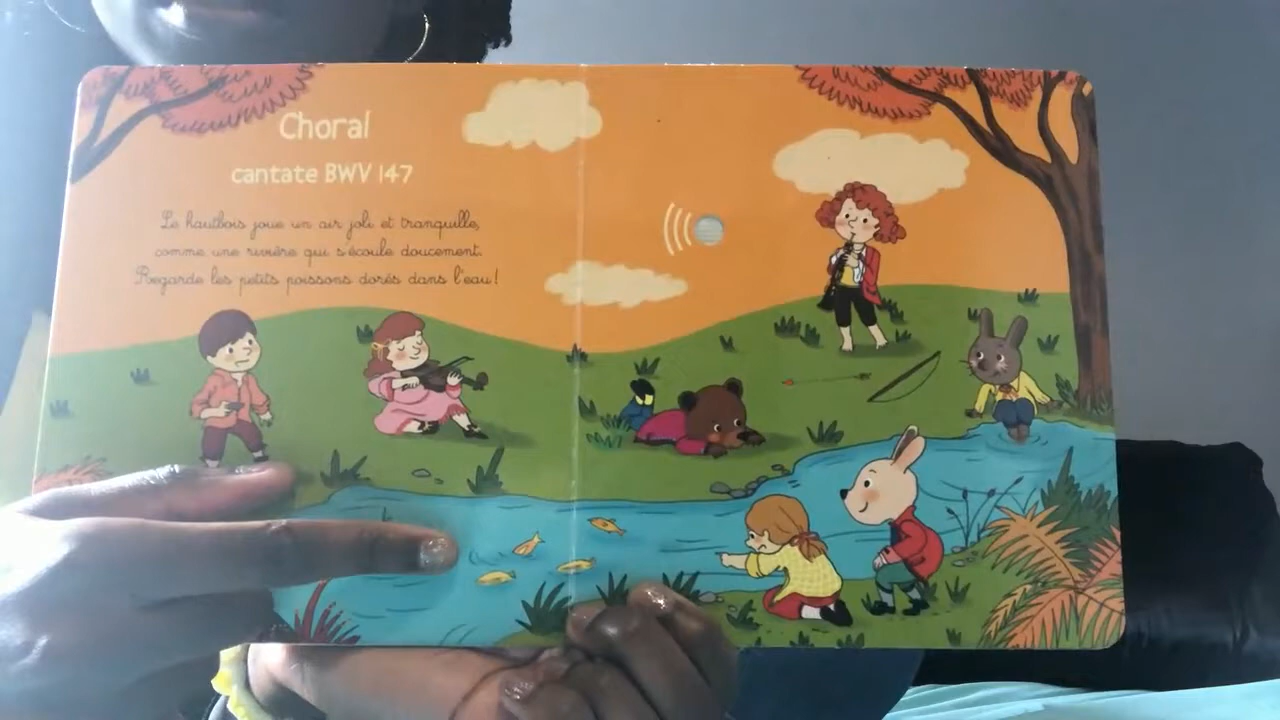 Choral
cantate BWV 147
Le hautbois joue un air joli et tranquille,
comme une rivière qui s'écoule doucement.
Regarde les petits poissons dorés dans l'eau !